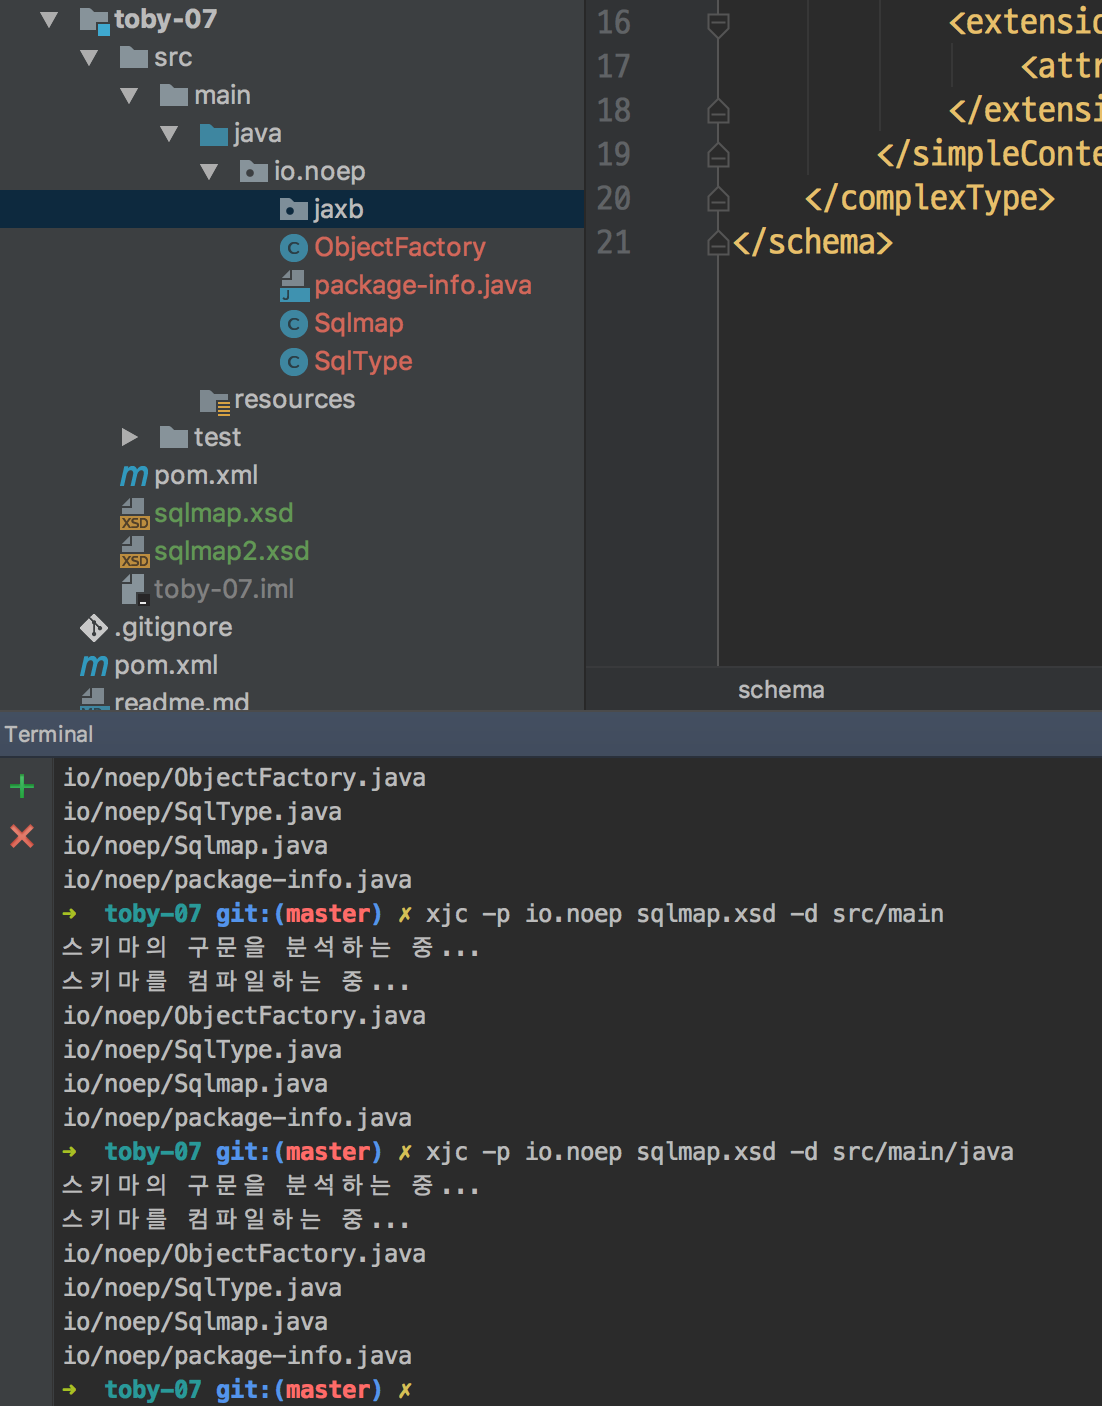 toby-07
src
main
java
io.noep
jaxb
ObjectFactory
package-info.java
Sqlmap
SqlType
resources
test
pom.xml
sqlmap.xsd
sqlmap2.xsd
toby-07.iml
.gitignore
pom.xml
readme.md
16 <extensio
17 <attr
18 </extensi
19 </simpleConte
20 </complexType>
21 </schema>
schema
Terminal
io/noep/ObjectFactory.java
io/noep/SqlType.java
io/noep/Sqlmap.java
io/noep/package-info.java
➜ toby-07 git:(master) ✗ xjc -p io.noep sqlmap.xsd -d src/main
스키마의 구문을 분석하는 중...
스키마를 컴파일하는 중...
io/noep/ObjectFactory.java
io/noep/SqlType.java
io/noep/Sqlmap.java
io/noep/package-info.java
➜ toby-07 git:(master) ✗ xjc -p io.noep sqlmap.xsd -d src/main/java
스키마의 구문을 분석하는 중...
스키마를 컴파일하는 중...
io/noep/ObjectFactory.java
io/noep/SqlType.java
io/noep/Sqlmap.java
io/noep/package-info.java
➜ toby-07 git:(master) ✗